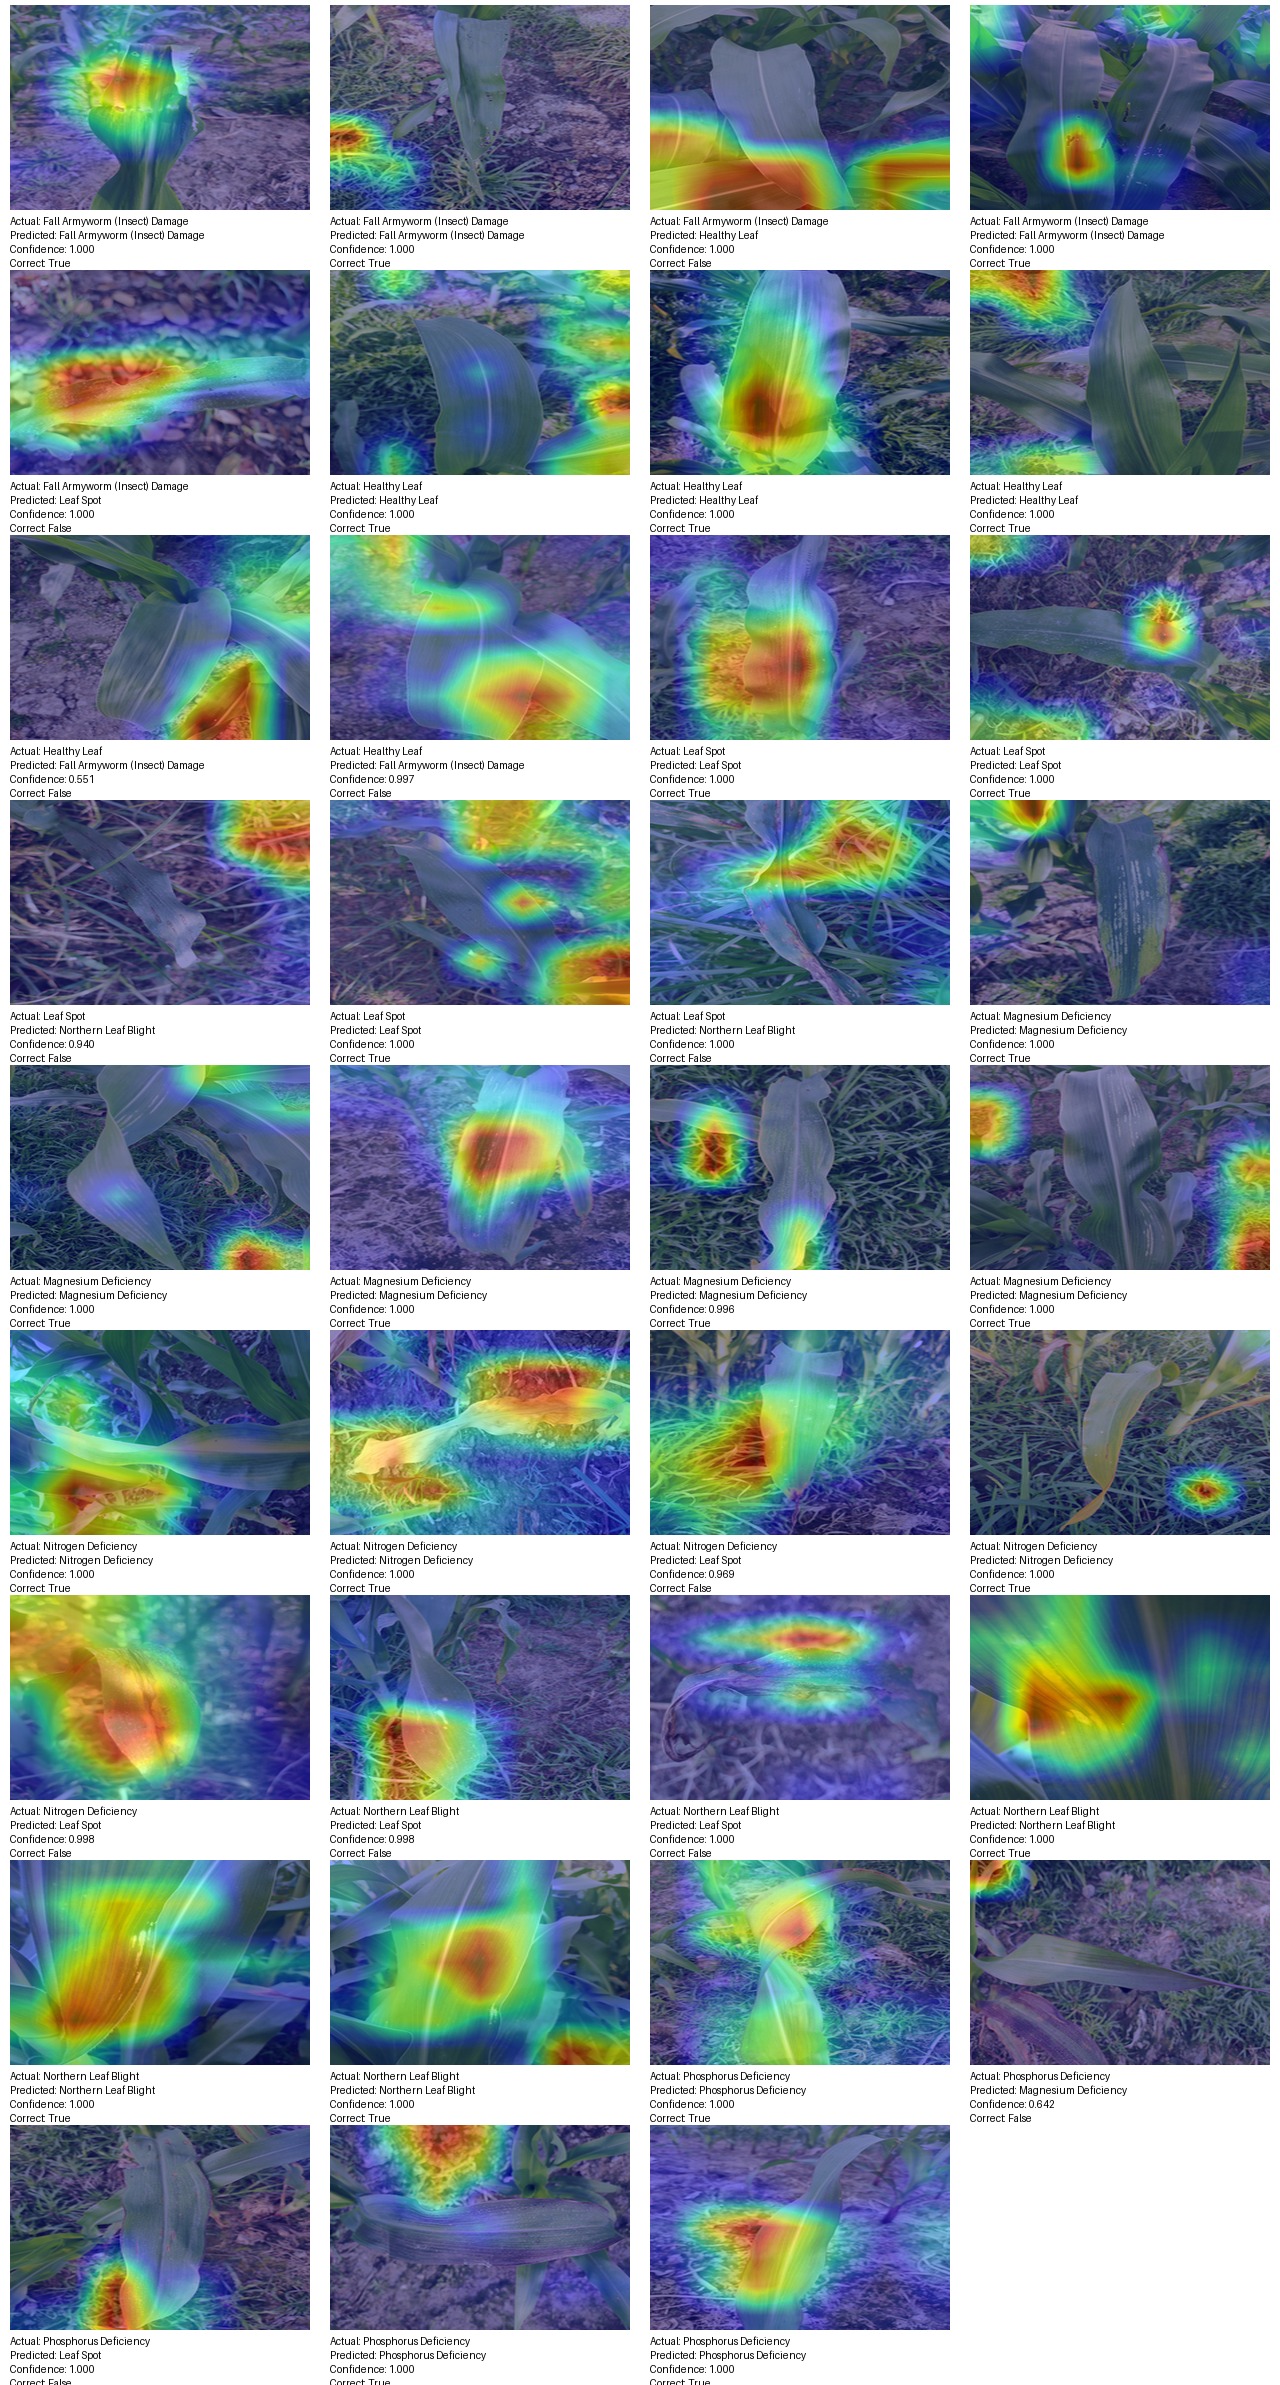 Actual: Fall Armyworm (Insect) Damage
Predicted: Fall Armyworm (Insect) Damage
Confidence: 1.000
Correct: True
Actual: Fall Armyworm (Insect) Damage
Predicted: Fall Armyworm (Insect) Damage
Confidence: 1.000
Correct: True
Actual: Fall Armyworm (Insect) Damage
Predicted: Healthy Leaf
Confidence: 1.000
Correct: False
Actual: Fall Armyworm (Insect) Damage
Predicted: Fall Armyworm (Insect) Damage
Confidence: 1.000
Correct: True
Actual: Fall Armyworm (Insect) Damage
Predicted: Leaf Spot
Confidence: 1.000
Correct: False
Actual: Healthy Leaf
Predicted: Healthy Leaf
Confidence: 1.000
Correct: True
Actual: Healthy Leaf
Predicted: Healthy Leaf
Confidence: 1.000
Correct: True
Actual: Healthy Leaf
Predicted: Healthy Leaf
Confidence: 1.000
Correct: True
Actual: Healthy Leaf
Predicted: Fall Armyworm (Insect) Damage
Confidence: 0.551
Correct: False
Actual: Healthy Leaf
Predicted: Fall Armyworm (Insect) Damage
Confidence: 0.997
Correct: False
Actual: Leaf Spot
Predicted: Leaf Spot
Confidence: 1.000
Correct: True
Actual: Leaf Spot
Predicted: Leaf Spot
Confidence: 1.000
Correct: True
Actual: Leaf Spot
Predicted: Northern Leaf Blight
Confidence: 0.940
Correct: False
Actual: Leaf Spot
Predicted: Leaf Spot
Confidence: 1.000
Correct: True
Actual: Leaf Spot
Predicted: Northern Leaf Blight
Confidence: 1.000
Correct: False
Actual: Magnesium Deficiency
Predicted: Magnesium Deficiency
Confidence: 1.000
Correct: True
Actual: Magnesium Deficiency
Predicted: Magnesium Deficiency
Confidence: 1.000
Correct: True
Actual: Magnesium Deficiency
Predicted: Magnesium Deficiency
Confidence: 1.000
Correct: True
Actual: Magnesium Deficiency
Predicted: Magnesium Deficiency
Confidence: 0.996
Correct: True
Actual: Magnesium Deficiency
Predicted: Magnesium Deficiency
Confidence: 1.000
Correct: True
Actual: Nitrogen Deficiency
Predicted: Nitrogen Deficiency
Confidence: 1.000
Correct: True
Actual: Nitrogen Deficiency
Predicted: Nitrogen Deficiency
Confidence: 1.000
Correct: True
Actual: Nitrogen Deficiency
Predicted: Leaf Spot
Confidence: 0.969
Correct: False
Actual: Nitrogen Deficiency
Predicted: Nitrogen Deficiency
Confidence: 1.000
Correct: True
Actual: Nitrogen Deficiency
Predicted: Leaf Spot
Confidence: 0.998
Correct: False
Actual: Northern Leaf Blight
Predicted: Leaf Spot
Confidence: 0.998
Correct: False
Actual: Northern Leaf Blight
Predicted: Leaf Spot
Confidence: 1.000
Correct: False
Actual: Northern Leaf Blight
Predicted: Northern Leaf Blight
Confidence: 1.000
Correct: True
Actual: Northern Leaf Blight
Predicted: Northern Leaf Blight
Confidence: 1.000
Correct: True
Actual: Northern Leaf Blight
Predicted: Northern Leaf Blight
Confidence: 1.000
Correct: True
Actual: Phosphorus Deficiency
Predicted: Phosphorus Deficiency
Confidence: 1.000
Correct: True
Actual: Phosphorus Deficiency
Predicted: Magnesium Deficiency
Confidence: 0.642
Correct: False
Actual: Phosphorus Deficiency
Predicted: Leaf Spot
Confidence: 1.000
Correct: False
Actual: Phosphorus Deficiency
Predicted: Phosphorus Deficiency
Confidence: 1.000
Correct: True
Actual: Phosphorus Deficiency
Predicted: Phosphorus Deficiency
Confidence: 1.000
Correct: True